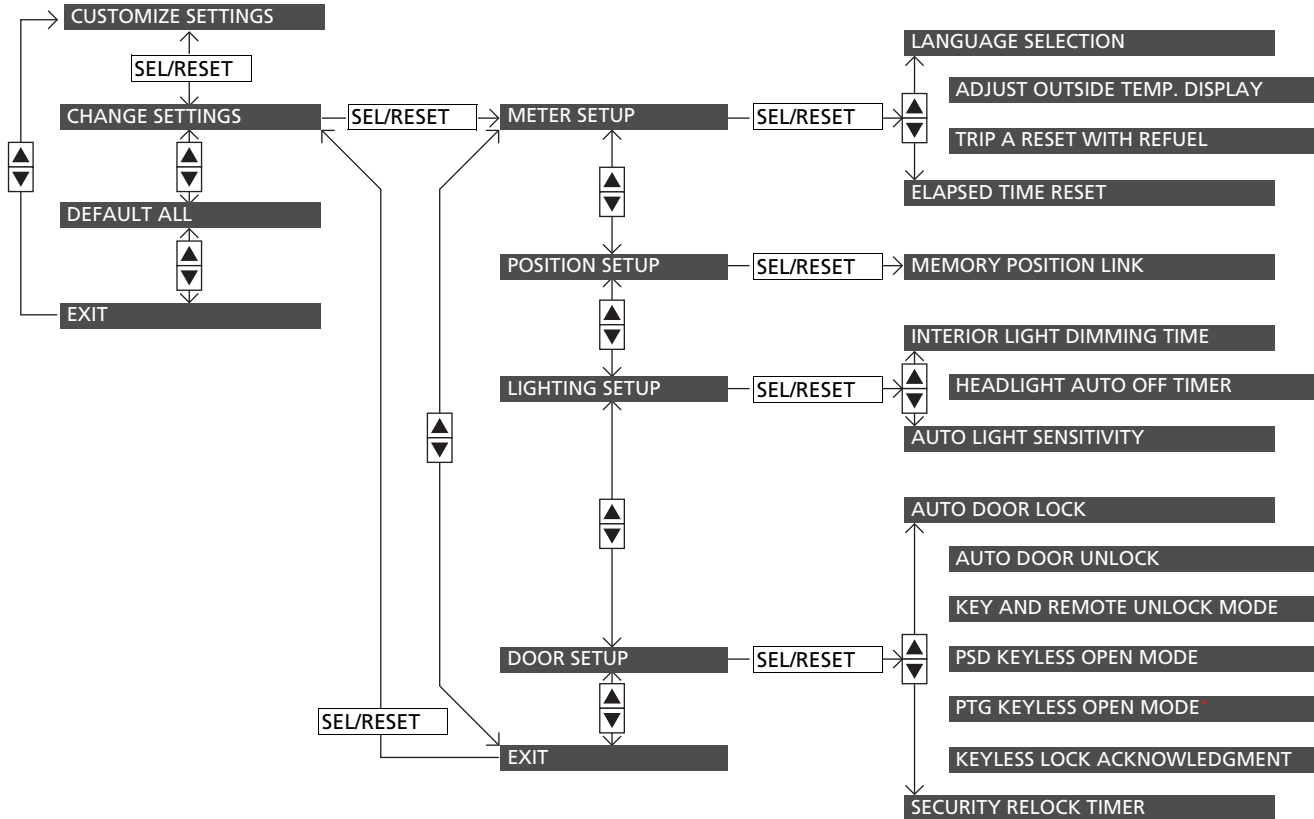 CUSTOMIZE SETTINGS
SEL/RESET
CHANGE SETTINGS
DEFAULT ALL
EXIT
SEL/RESET
METER SETUP
SEL/RESET
LANGUAGE SELECTION
ADJUST OUTSIDE TEMP. DISPLAY
TRIP A RESET WITH REFUEL
ELAPSED TIME RESET
POSITION SETUP
SEL/RESET
MEMORY POSITION LINK
LIGHTING SETUP
SEL/RESET
INTERIOR LIGHT DIMMING TIME
HEADLIGHT AUTO OFF TIMER
AUTO LIGHT SENSITIVITY
DOOR SETUP
SEL/RESET
AUTO DOOR LOCK
AUTO DOOR UNLOCK
KEY AND REMOTE UNLOCK MODE
PSD KEYLESS OPEN MODE
PTG KEYLESS OPEN MODE*
KEYLESS LOCK ACKNOWLEDGMENT
SECURITY RELOCK TIMER
SEL/RESET
EXIT